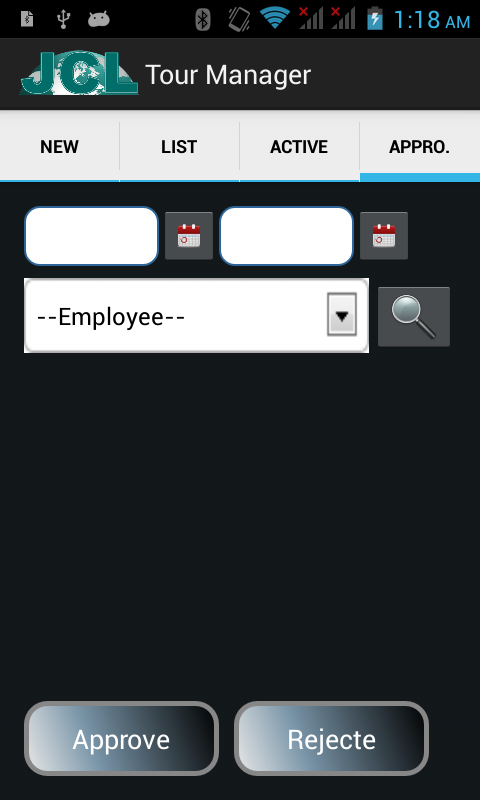 1:18 AM
JCL Tour Manager
NEW LIST ACTIVE APPRO.
--Employee--
Approve Rejecte